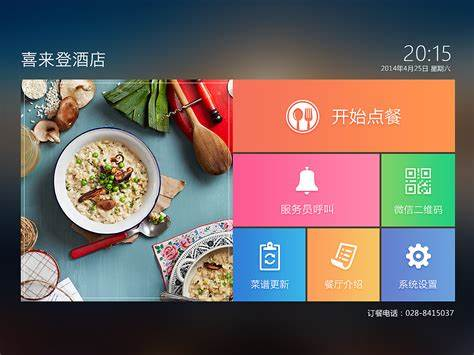 喜来登酒店
20:15
2014年4月25日 星期六
开始点餐
服务员呼叫
微信二维码
菜谱更新
餐厅介绍
系统设置
订餐电话：028-8415037